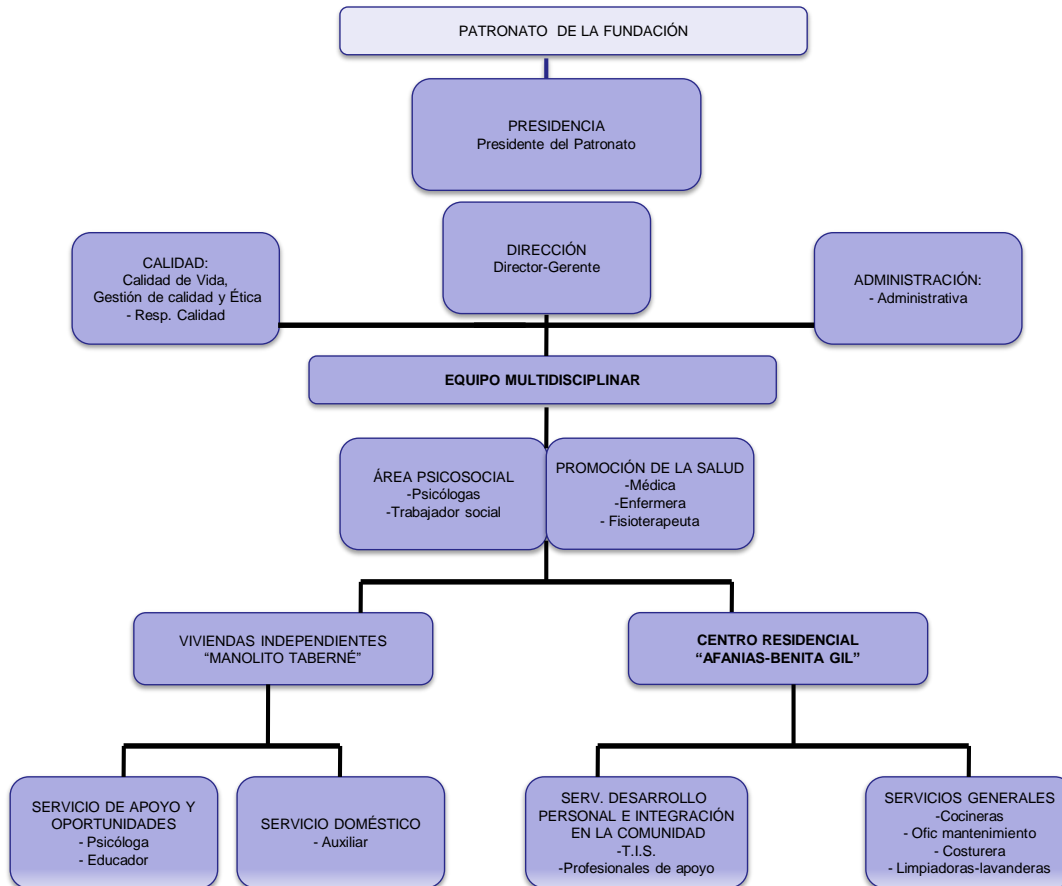 PATRONATO DE LA FUNDACIÓN
PRESIDENCIA
Presidente del Patronato
DIRECCIÓN
Director-Gerente
CALIDAD:
Calidad de Vida,
Gestión de calidad y Ética
- Resp. Calidad
ADMINISTRACIÓN:
- Administrativa
EQUIPO MULTIDISCIPLINAR
ÁREA PSICOSOCIAL
-Psicólogas
-Trabajador social
PROMOCIÓN DE LA SALUD
-Médica
-Enfermera
- Fisioterapeuta
VIVIENDAS INDEPENDIENTES
“MANOLITO TABERNÉ”
CENTRO RESIDENCIAL
“AFANIAS-BENITA GIL”
SERVICIO DE APOYO Y
OPORTUNIDADES
- Psicóloga
- Educador
SERVICIO DOMÉSTICO
- Auxiliar
SERV. DESARROLLO
PERSONAL E INTEGRACIÓN
EN LA COMUNIDAD
-T.I.S.
-Profesionales de apoyo
SERVICIOS GENERALES
-Cocineras
- Ofic mantenimiento
- Costurera
- Limpiadoras-lavanderas